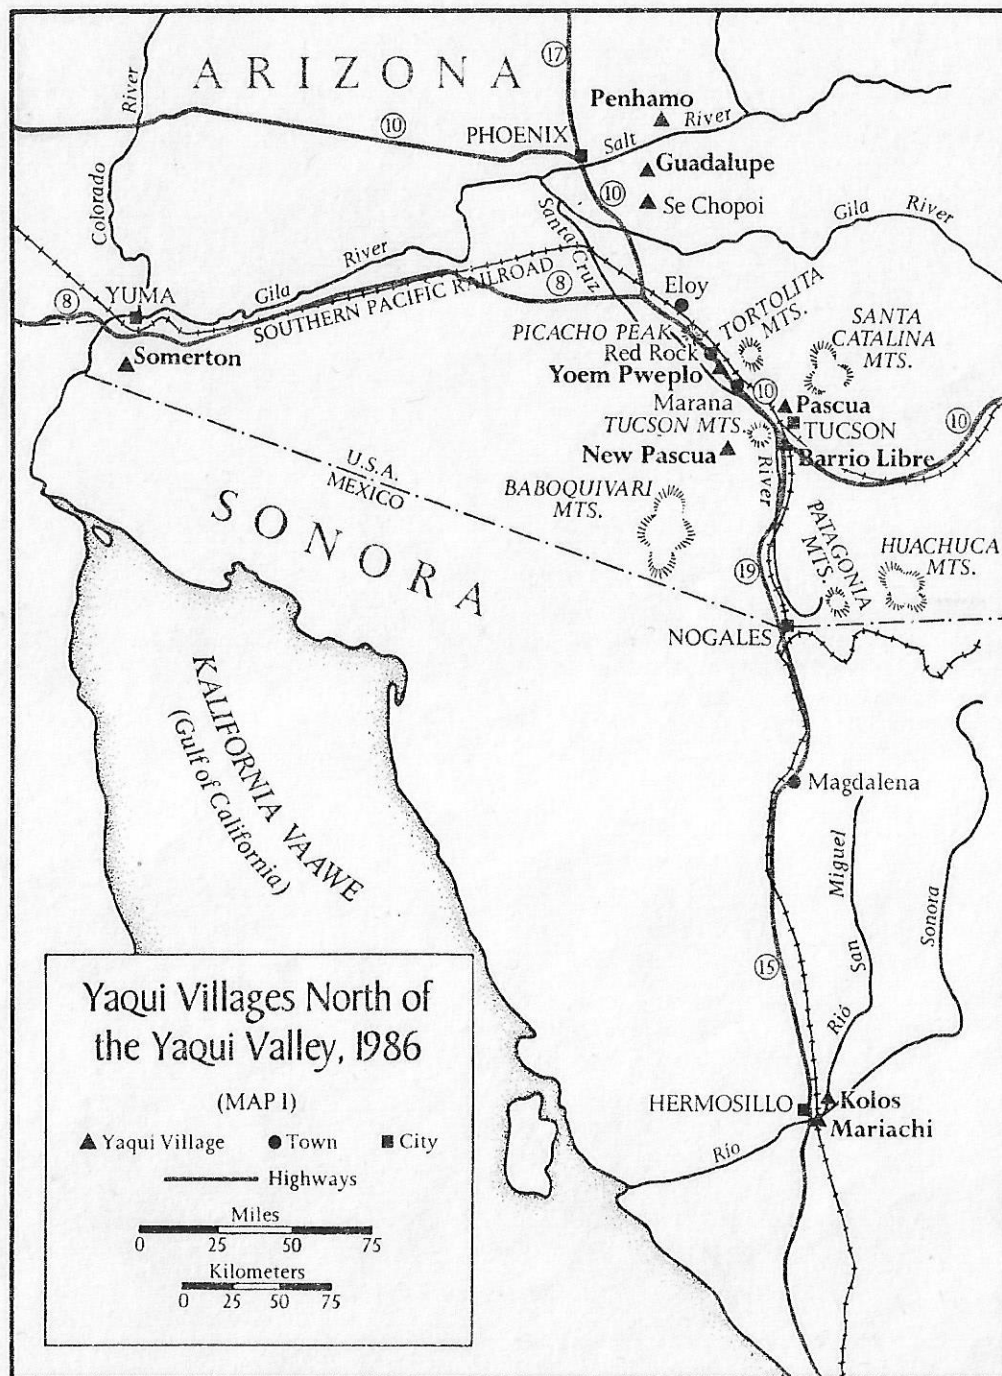 ARIZONA
17
Penhamo
River
10
PHOENIX
Salt River
Guadalupe
10
Se Chopoi
Colorado
Santa Cruz
Gila River
River
Gila
SOUTHERN PACIFIC RAILROAD
8
8
YUMA
Eloy
TORTOLITA
MTS.
SANTA
CATALINA
MTS.
PICACHO PEAK
Red Rock
Somerton
Yoem Pweplo
10
Marana
Pascua
10
TUCSON MTS.
TUCSON
New Pascua
Barrio Libre
River
U.S.A.
MEXICO
BABOQUIVARI
MTS.
SONORA
PATAGONIA
MTS.
HUACHUCA
MTS.
19
NOGALES
KALIFORNIA VAAWE
(Gulf of California)
Magdalena
Miguel
San
Rió
Sonora
15
HERMOSILLO
Kolos
Mariachi
Río
Yaqui Villages North of
the Yaqui Valley, 1986
(MAP I)
Yaqui Village Town City
Highways
Miles
0 25 50 75
Kilometers
0 25 50 75